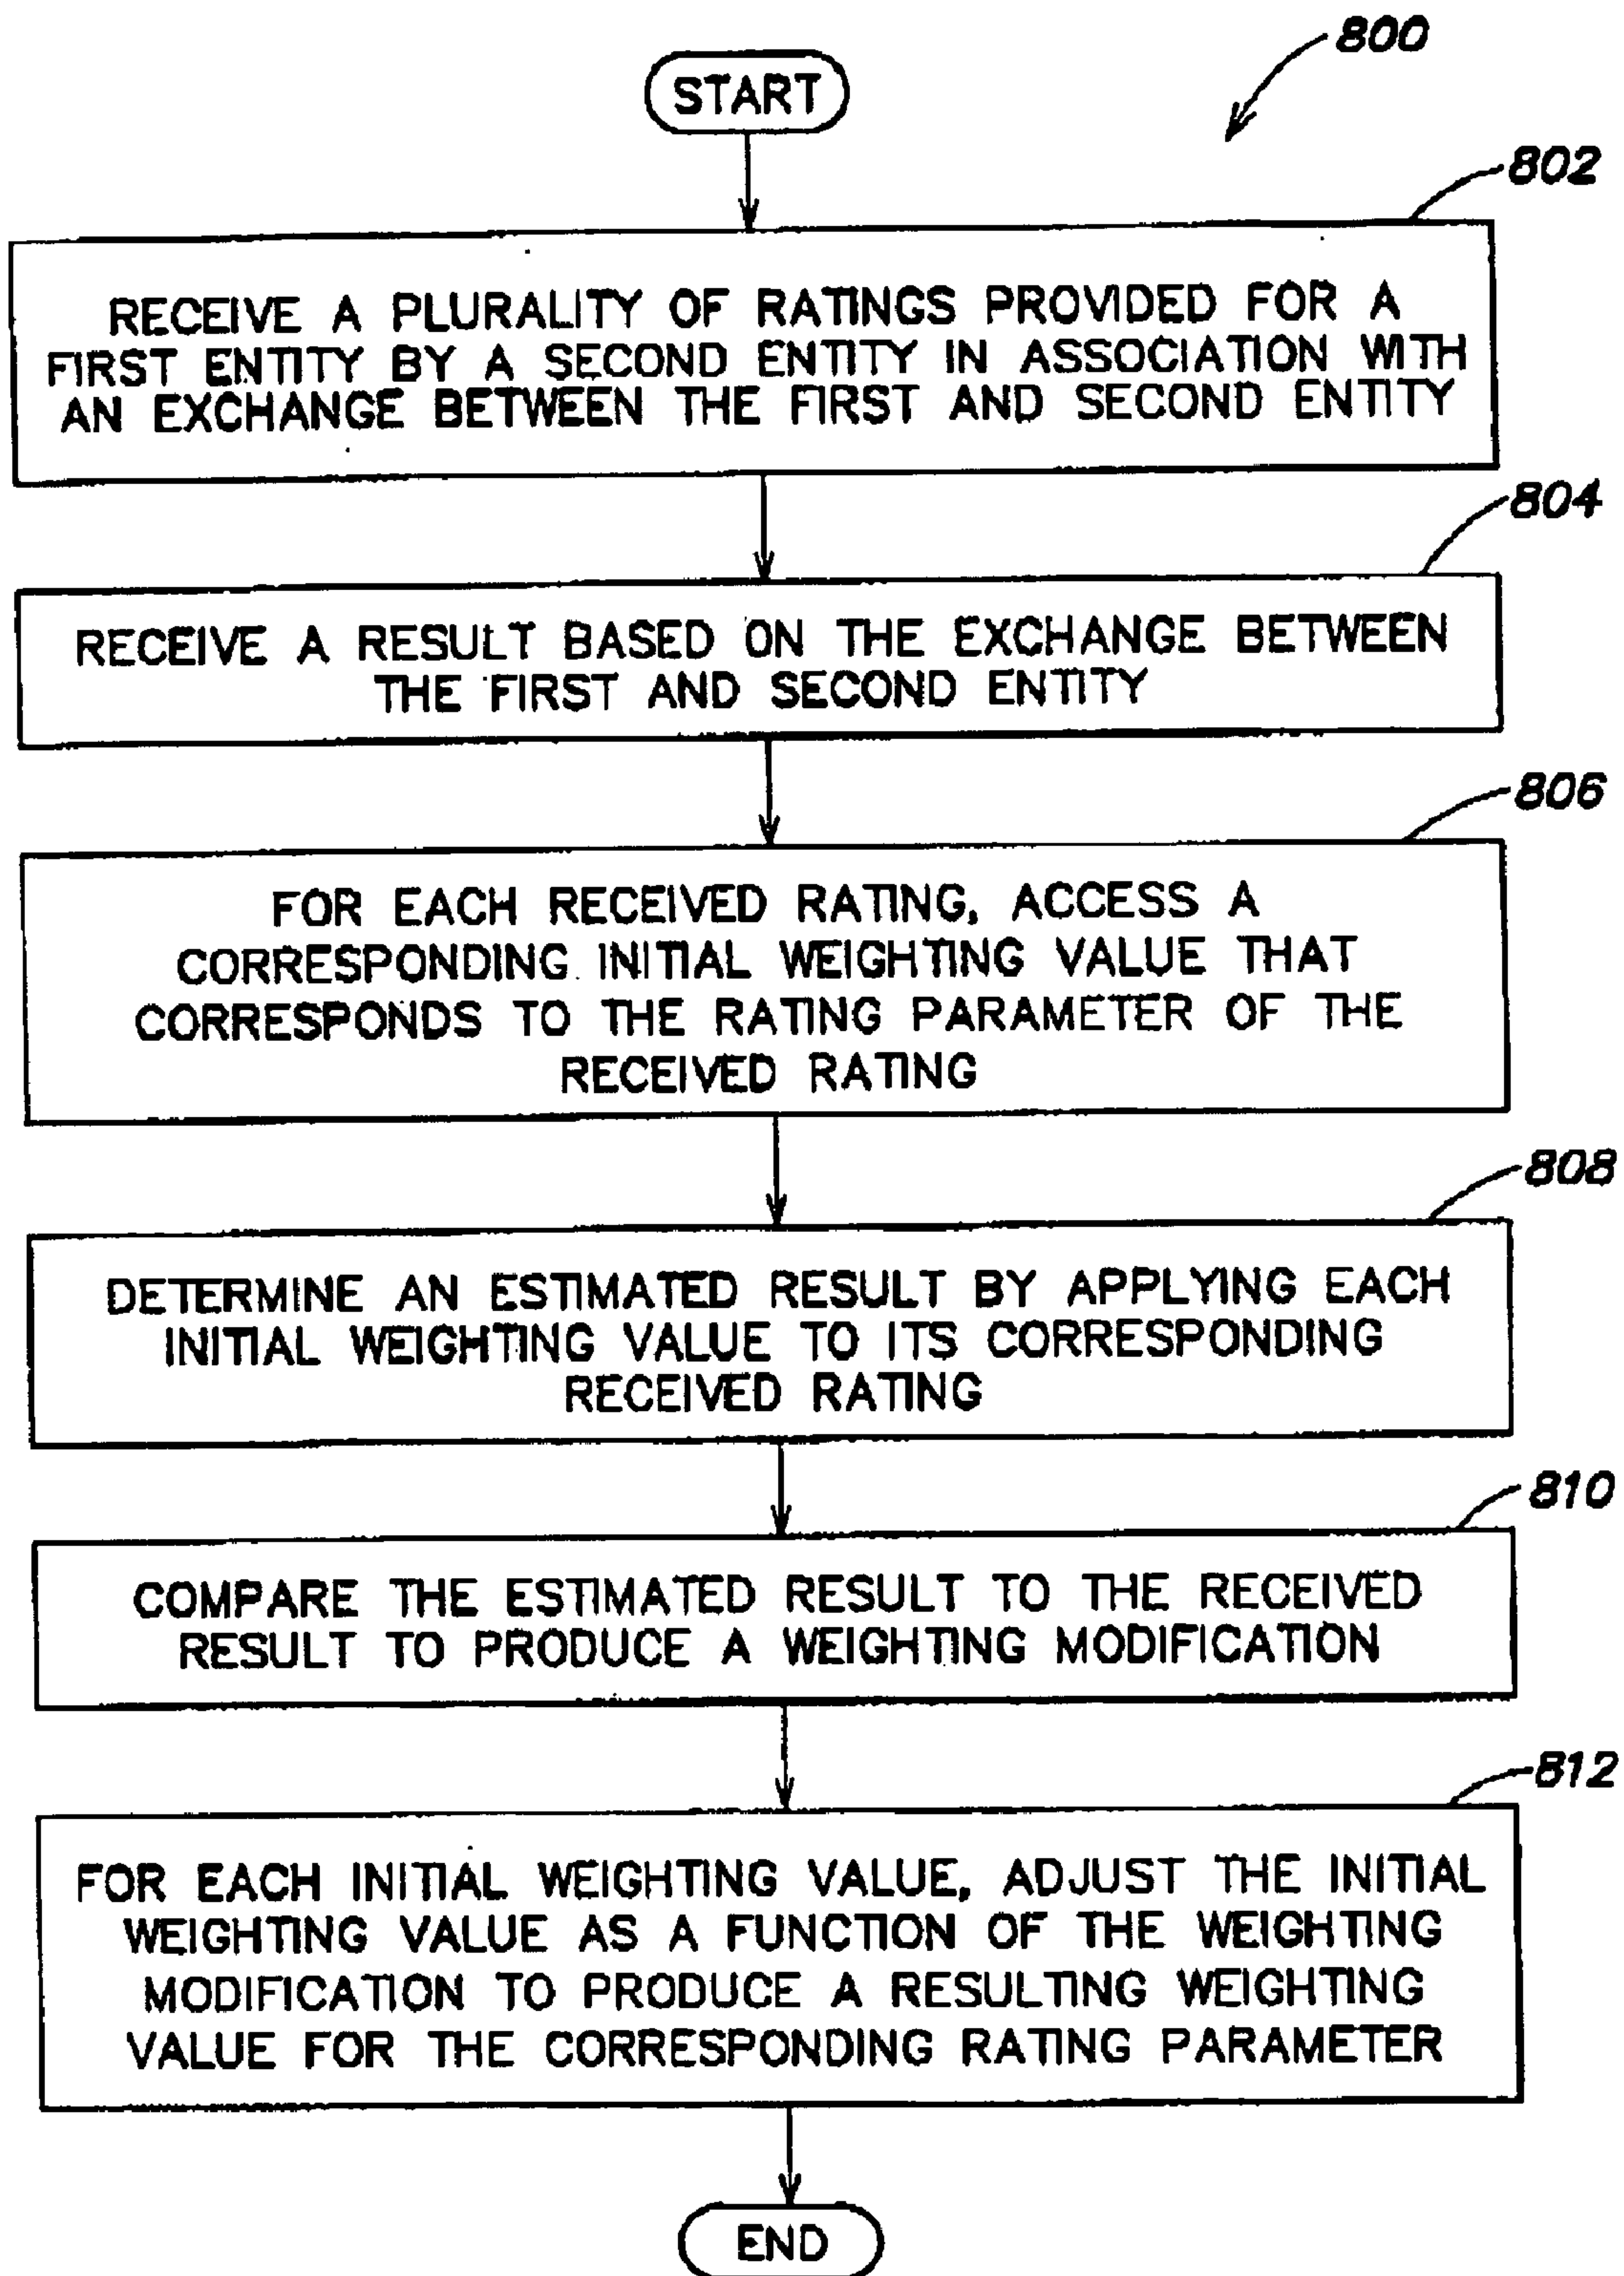 800
START
802
RECEIVE A PLURALITY OF RATINGS PROVIDED FOR A
FIRST ENTITY BY A SECOND ENTITY IN ASSOCIATION WITH
AN EXCHANGE BETWEEN THE FIRST AND SECOND ENTITY
804
RECEIVE A RESULT BASED ON THE EXCHANGE BETWEEN
THE FIRST AND SECOND ENTITY
806
FOR EACH RECEIVED RATING, ACCESS A
CORRESPONDING INITIAL WEIGHTING VALUE THAT
CORRESPONDS TO THE RATING PARAMETER OF THE
RECEIVED RATING
808
DETERMINE AN ESTIMATED RESULT BY APPLYING EACH
INITIAL WEIGHTING VALUE TO ITS CORRESPONDING
RECEIVED RATING
810
COMPARE THE ESTIMATED RESULT TO THE RECEIVED
RESULT TO PRODUCE A WEIGHTING MODIFICATION
812
FOR EACH INITIAL WEIGHTING VALUE, ADJUST THE INITIAL
WEIGHTING VALUE AS A FUNCTION OF THE WEIGHTING
MODIFICATION TO PRODUCE A RESULTING WEIGHTING
VALUE FOR THE CORRESPONDING RATING PARAMETER
END